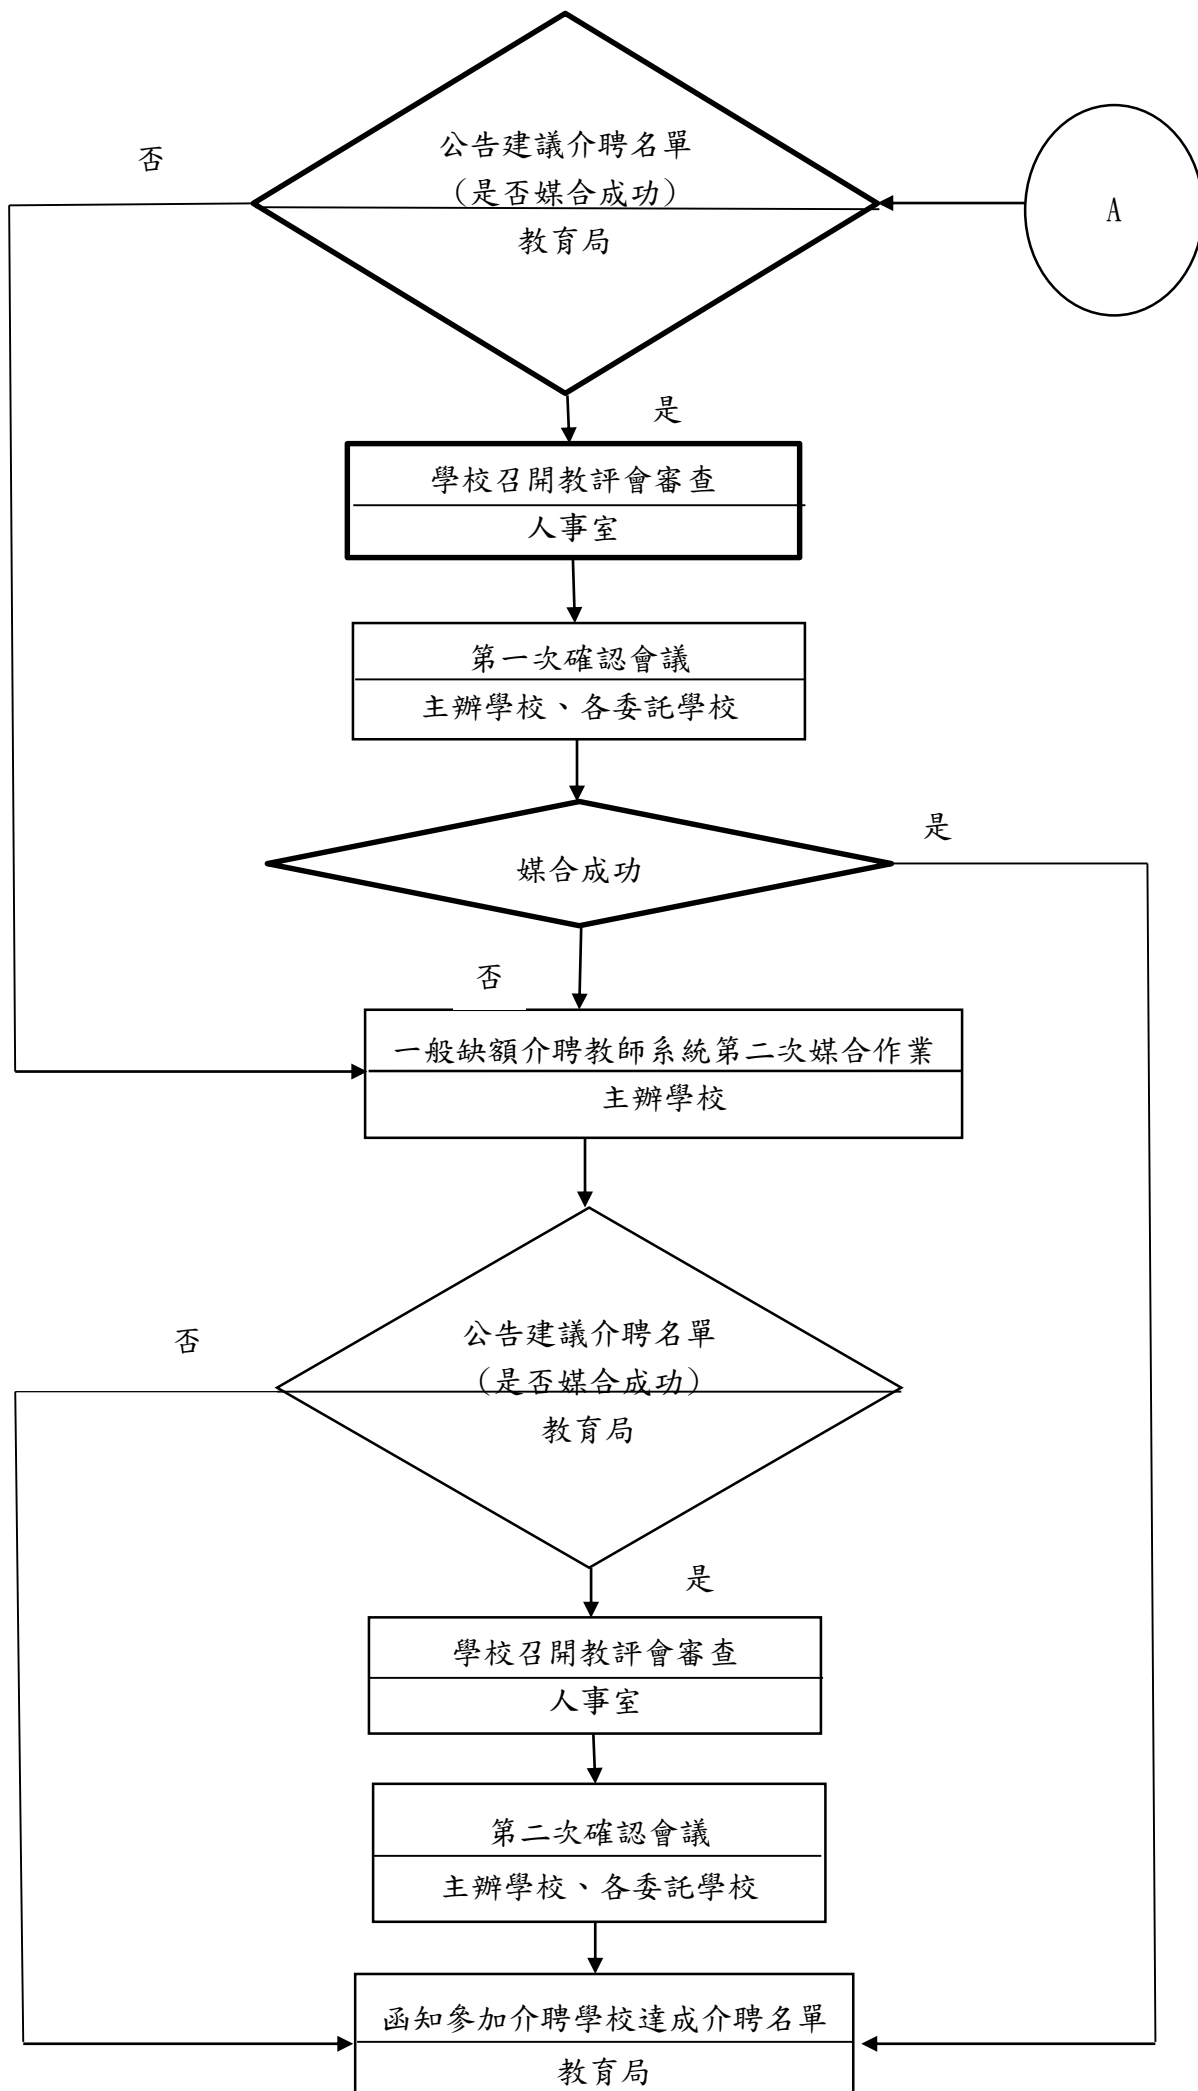 公告建議介聘名單
否
(是否媒合成功)
A
教育局
是
學校召開教評會審查
人事室
第一次確認會議
主辦學校、各委託學校
是
媒合成功
否
一般缺額介聘教師系統第二次媒合作業
主辦學校
公告建議介聘名單
否
(是否媒合成功)
教育局
是
學校召開教評會審查
人事室
第二次確認會議
主辦學校、各委託學校
函知參加介聘學校達成介聘名單
教育局